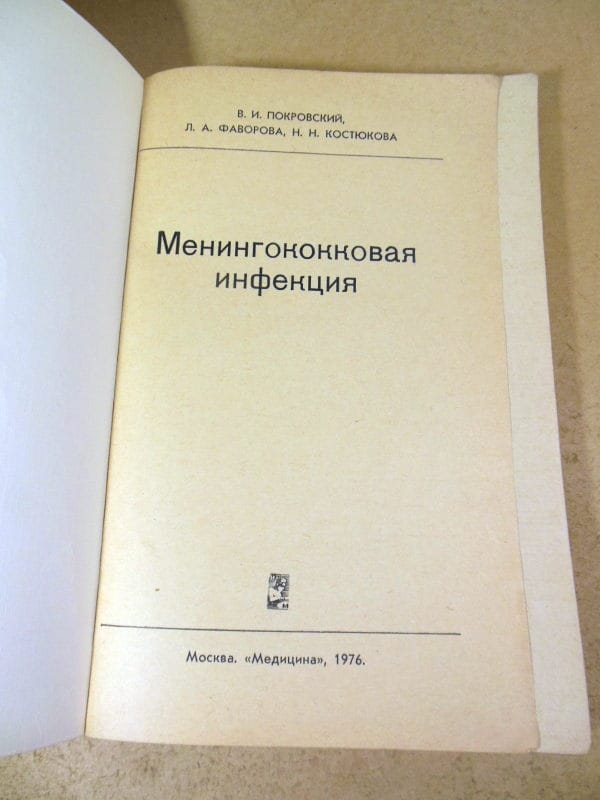 В. И. ПОКРОВСКИЙ,
Л. А. ФАВОРОВА, Н. Н. КОСТЮКОВА
Менингококковая
инфекция
М
Москва. «Медицина», 1976.